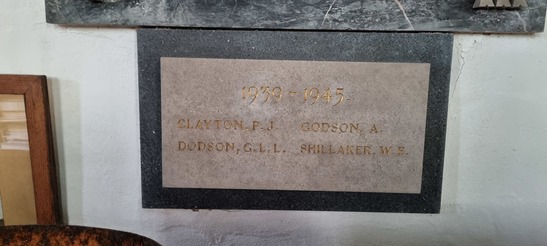 1939 - 1945.
CLAYTON, F. J. GODSON, A.
DODSON, G. L. L. SHILLAKER, W. E.